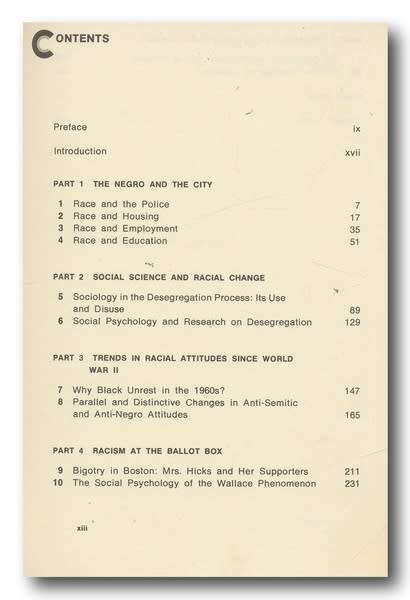 CONTENTS
Preface ix
Introduction xvii
PART 1 THE NEGRO AND THE CITY
1 Race and the Police 7
2 Race and Housing 17
3 Race and Employment 35
4 Race and Education 51
PART 2 SOCIAL SCIENCE AND RACIAL CHANGE
5 Sociology in the Desegregation Process: Its Use
and Disuse 89
6 Social Psychology and Research on Desegregation 129
PART 3 TRENDS IN RACIAL ATTITUDES SINCE WORLD
WAR II
7 Why Black Unrest in the 1960s? 147
8 Parallel and Distinctive Changes in Anti-Semitic
and Anti-Negro Attitudes 165
PART 4 RACISM AT THE BALLOT BOX
9 Bigotry in Boston: Mrs. Hicks and Her Supporters 211
10 The Social Psychology of the Wallace Phenomenon 231
xiii